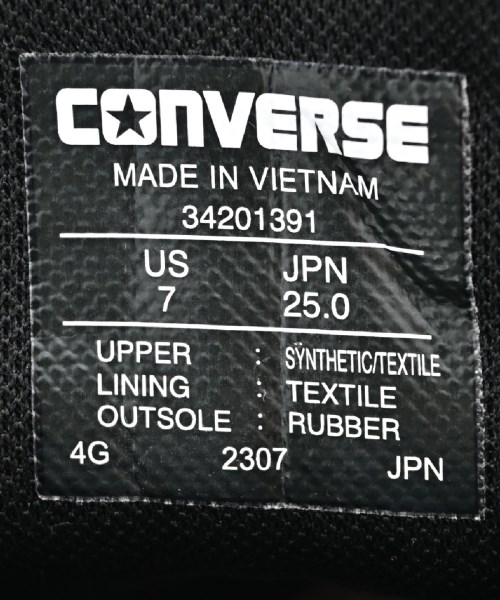 CONVERSE
MADE IN VIETNAM
34201391
US JPN
7 25.0
UPPER : SYNTHETIC/TEXTILE
LINING : TEXTILE
OUTSOLE : RUBBER
4G 2307 JPN